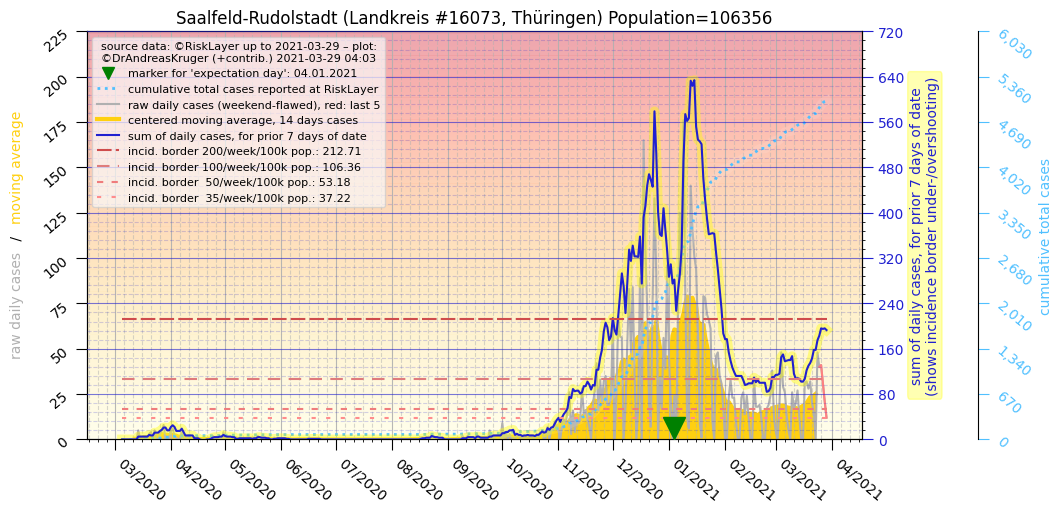 Saalfeld-Rudolstadt (Landkreis #16073, Thüringen) Population=106356
source data: ©RiskLayer up to 2021-03-29 – plot:
©DrAndreasKruger (+contrib.) 2021-03-29 04:03
marker for 'expectation day': 04.01.2021
cumulative total cases reported at RiskLayer
raw daily cases (weekend-flawed), red: last 5
centered moving average, 14 days cases
sum of daily cases, for prior 7 days of date
incid. border 200/week/100k pop.: 212.71
incid. border 100/week/100k pop.: 106.36
incid. border 50/week/100k pop.: 53.18
incid. border 35/week/100k pop.: 37.22
raw daily cases / moving average
225
200
175
150
125
100
75
50
25
0
03/2020
04/2020
05/2020
06/2020
07/2020
08/2020
09/2020
10/2020
11/2020
12/2020
01/2021
02/2021
03/2021
04/2021
720
640
560
480
400
320
240
160
80
0
sum of daily cases, for prior 7 days of date
(shows incidence border under-/overshooting)
6,030
5,360
4,690
4,020
3,350
2,680
2,010
1,340
670
0
cumulative total cases